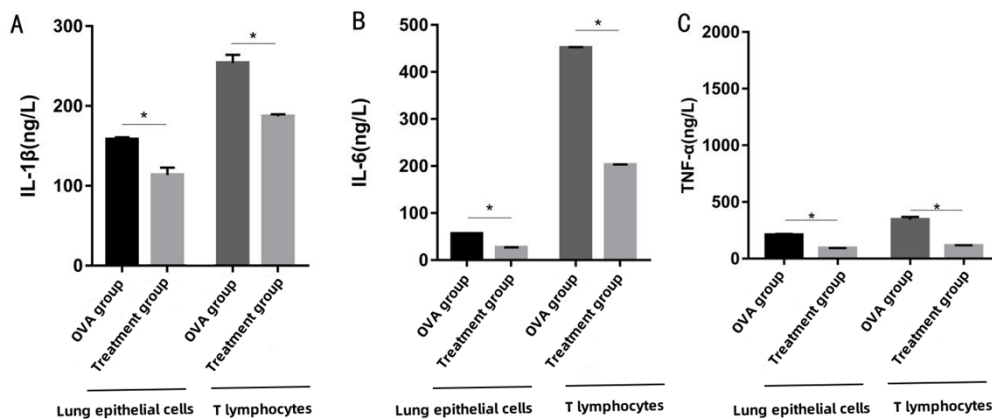 A
IL-1β(ng/L)
300
200
100
0
*
*
OVA group
Treatment group
OVA group
Treatment group
Lung epithelial cells
T lymphocytes
B
IL-6(ng/L)
500
400
200
100
0
*
*
OVA group
Treatment group
OVA group
Treatment group
Lung epithelial cells
T lymphocytes
C
TNF-α(ng/L)
2000
1500
1000
500
0
*
*
OVA group
Treatment group
OVA group
Treatment group
Lung epithelial cells
T lymphocytes